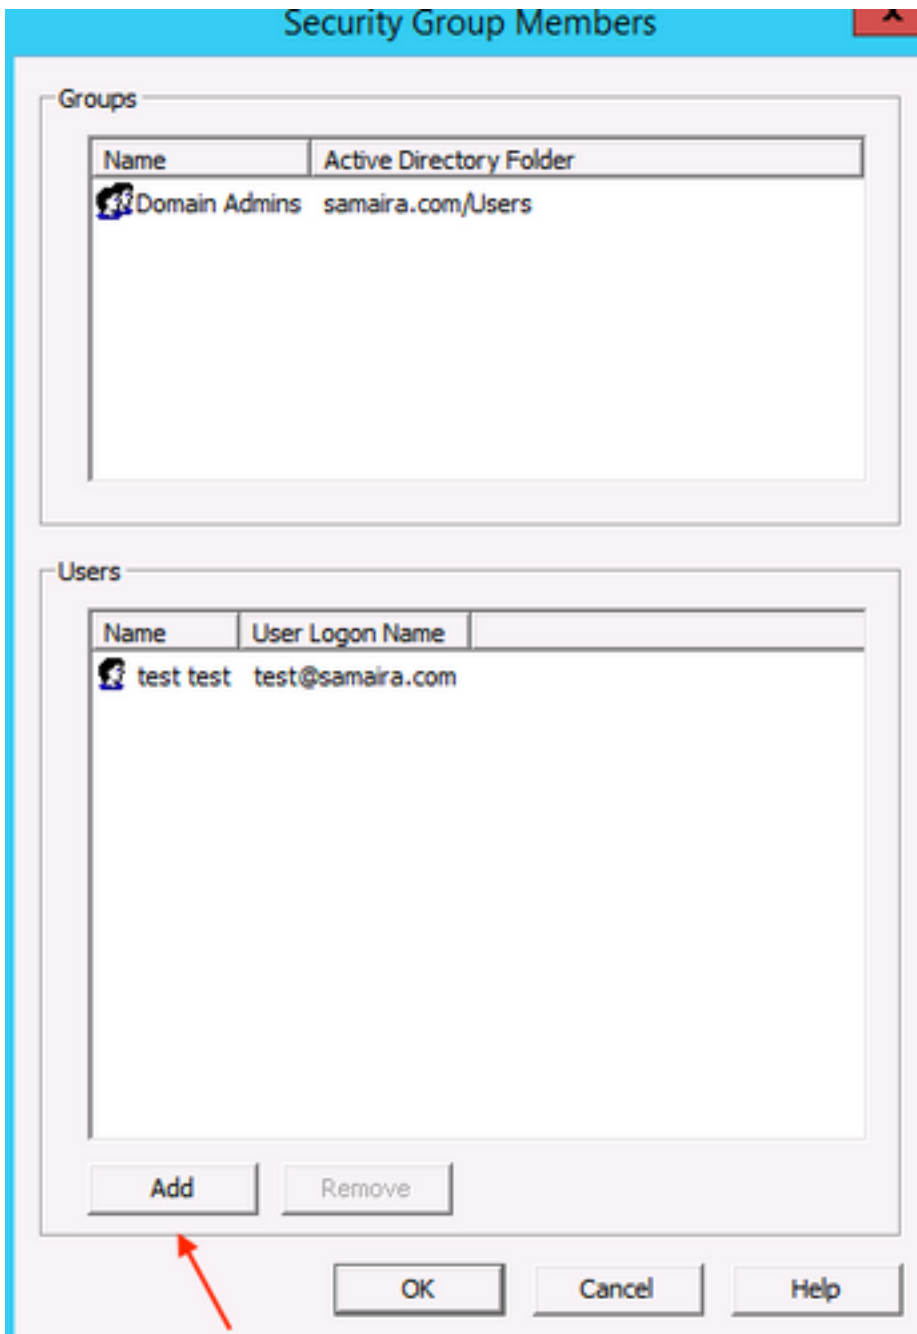 Security Group Members
x
Groups
Name Active Directory Folder
Domain Admins samaira.com/Users
Users
Name User Logon Name
test test test@samaira.com
Add Remove
OK Cancel Help